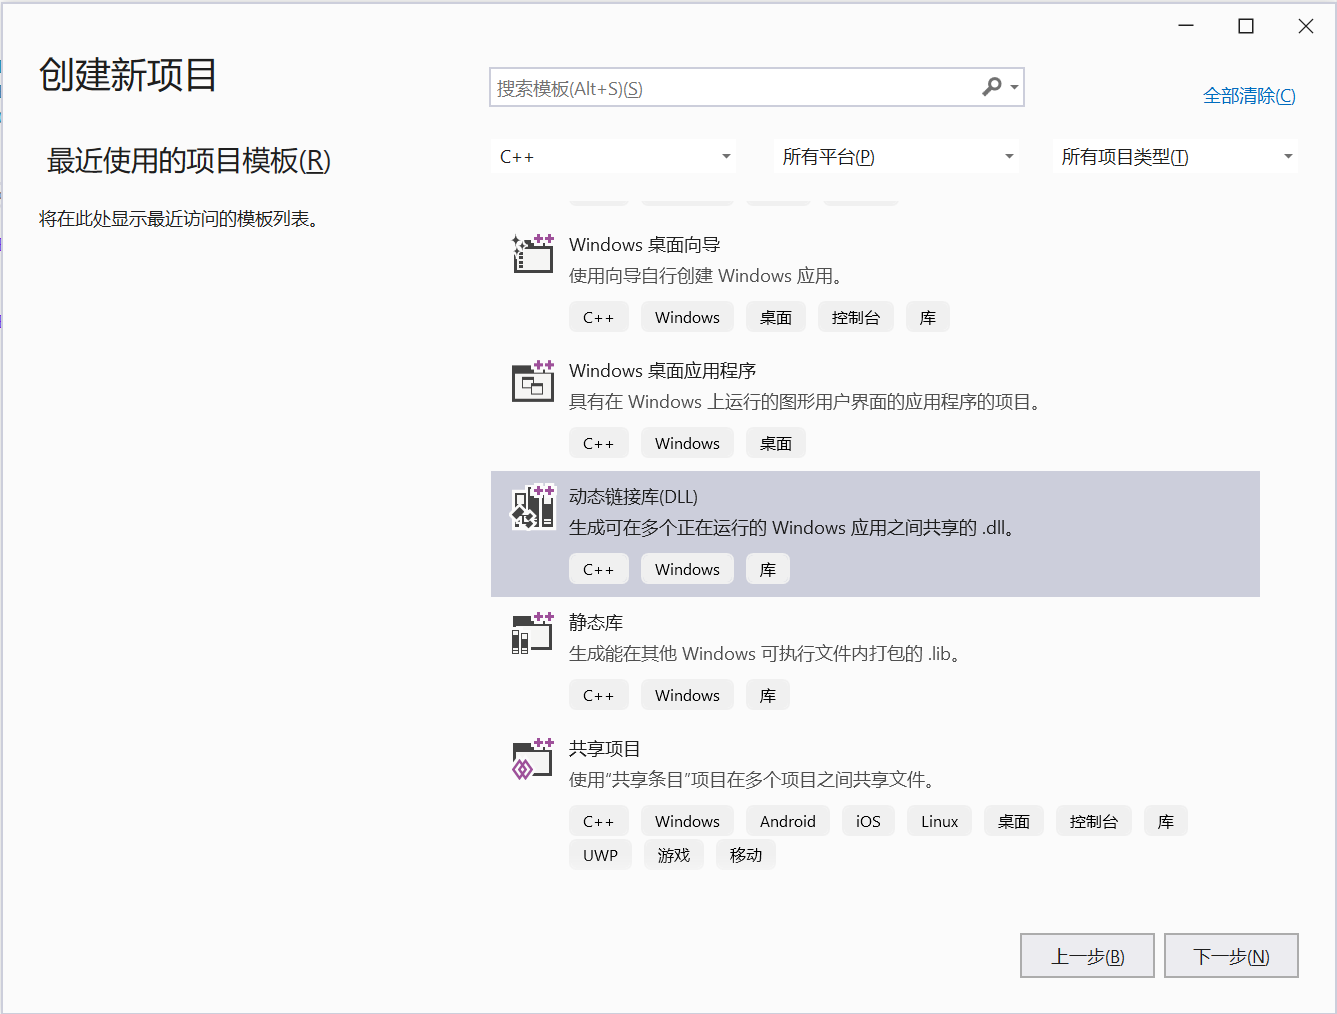 创建新项目
搜索模板(Alt+S)(S)
全部清除(C)
最近使用的项目模板(R)
C++
所有平台(P)
所有项目类型(T)
将在此处显示最近访问的模板列表。
Windows 桌面向导
使用向导自行创建 Windows 应用。
C++ Windows 桌面 控制台 库
Windows 桌面应用程序
具有在 Windows 上运行的图形用户界面的应用程序的项目。
C++ Windows 桌面
动态链接库(DLL)
生成可在多个正在运行的 Windows 应用之间共享的 .dll。
C++ Windows 库
静态库
生成能在其他 Windows 可执行文件内打包的 .lib。
C++ Windows 库
共享项目
使用“共享条目”项目在多个项目之间共享文件。
C++ Windows Android iOS Linux 桌面 控制台 库
UWP 游戏 移动
上一步(B)
下一步(N)